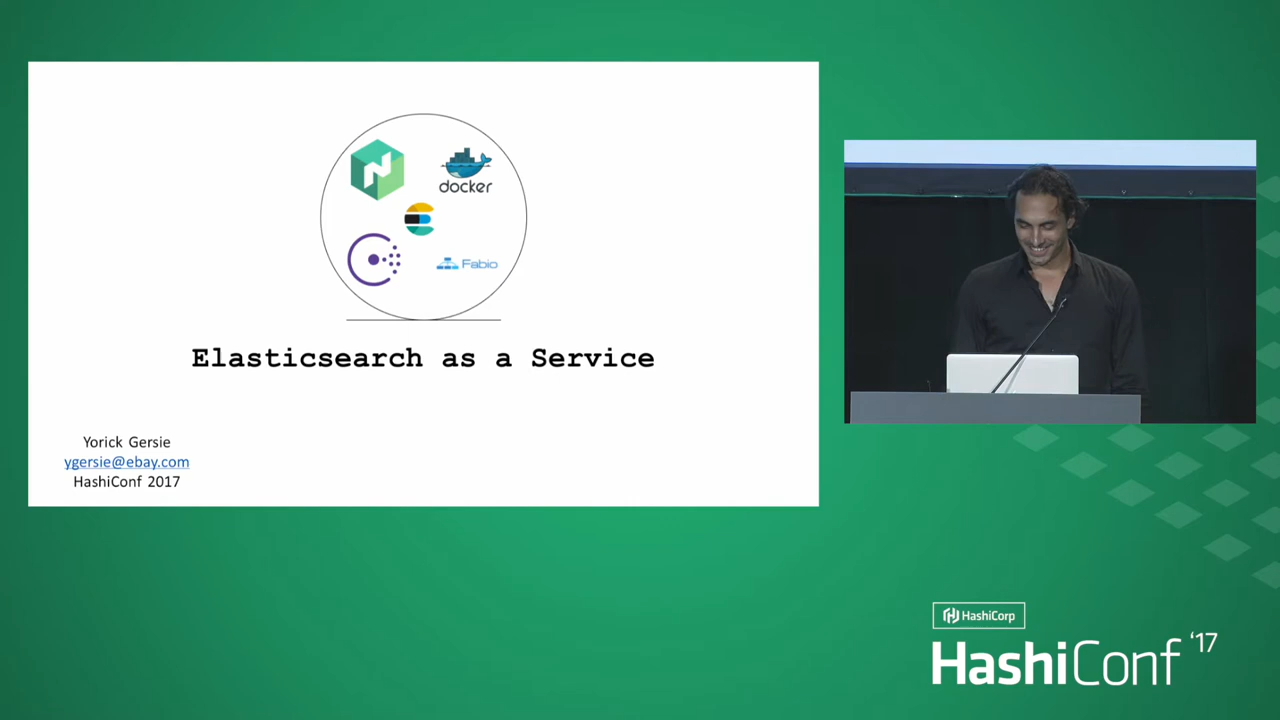 docker
Fabio
Elasticsearch as a Service
Yorick Gersie
ygersie@ebay.com
HashiConf 2017
HashiCorp
HashiConf '17